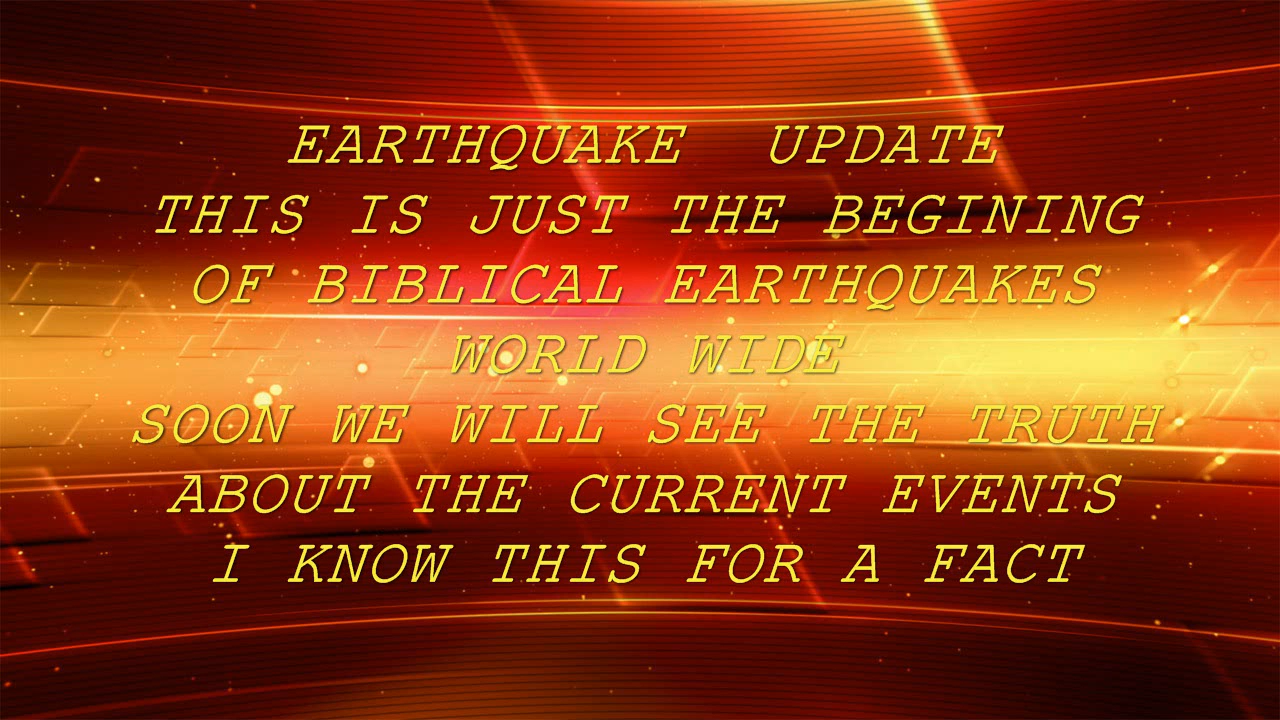 EARTHQUAKE UPDATE
THIS IS JUST THE BEGINING
OF BIBLICAL EARTHQUAKES
WORLD WIDE
SOON WE WILL SEE THE TRUTH
ABOUT THE CURRENT EVENTS
I KNOW THIS FOR A FACT